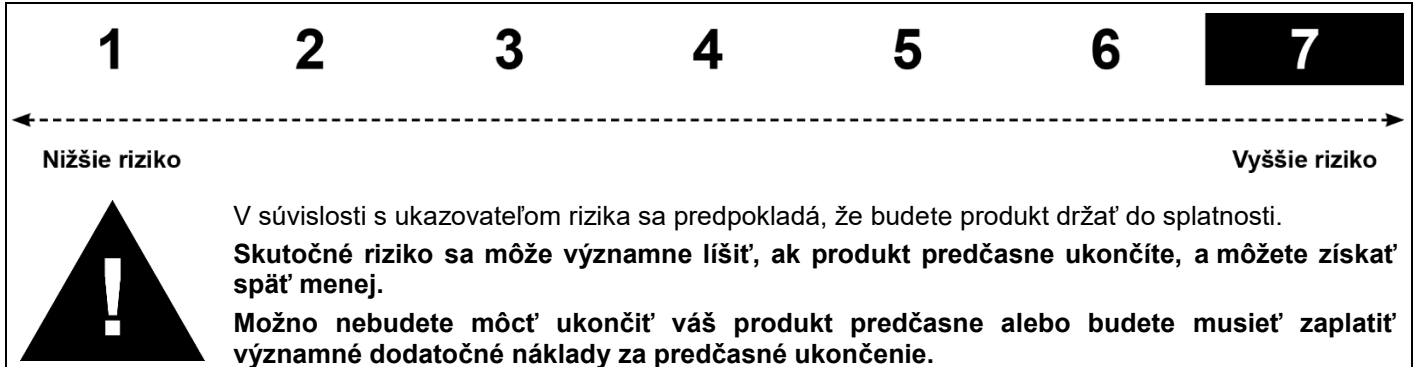 1 2 3 4 5 6 7
Nižšie riziko Vyššie riziko
!
V súvislosti s ukazovateľom rizika sa predpokladá, že budete produkt držať do splatnosti.
Skutočné riziko sa môže významne líšiť, ak produkt predčasne ukončíte, a môžete získať
späť menej.
Možno nebudete môcť ukončiť váš produkt predčasne alebo budete musieť zaplatiť
významné dodatočné náklady za predčasné ukončenie.